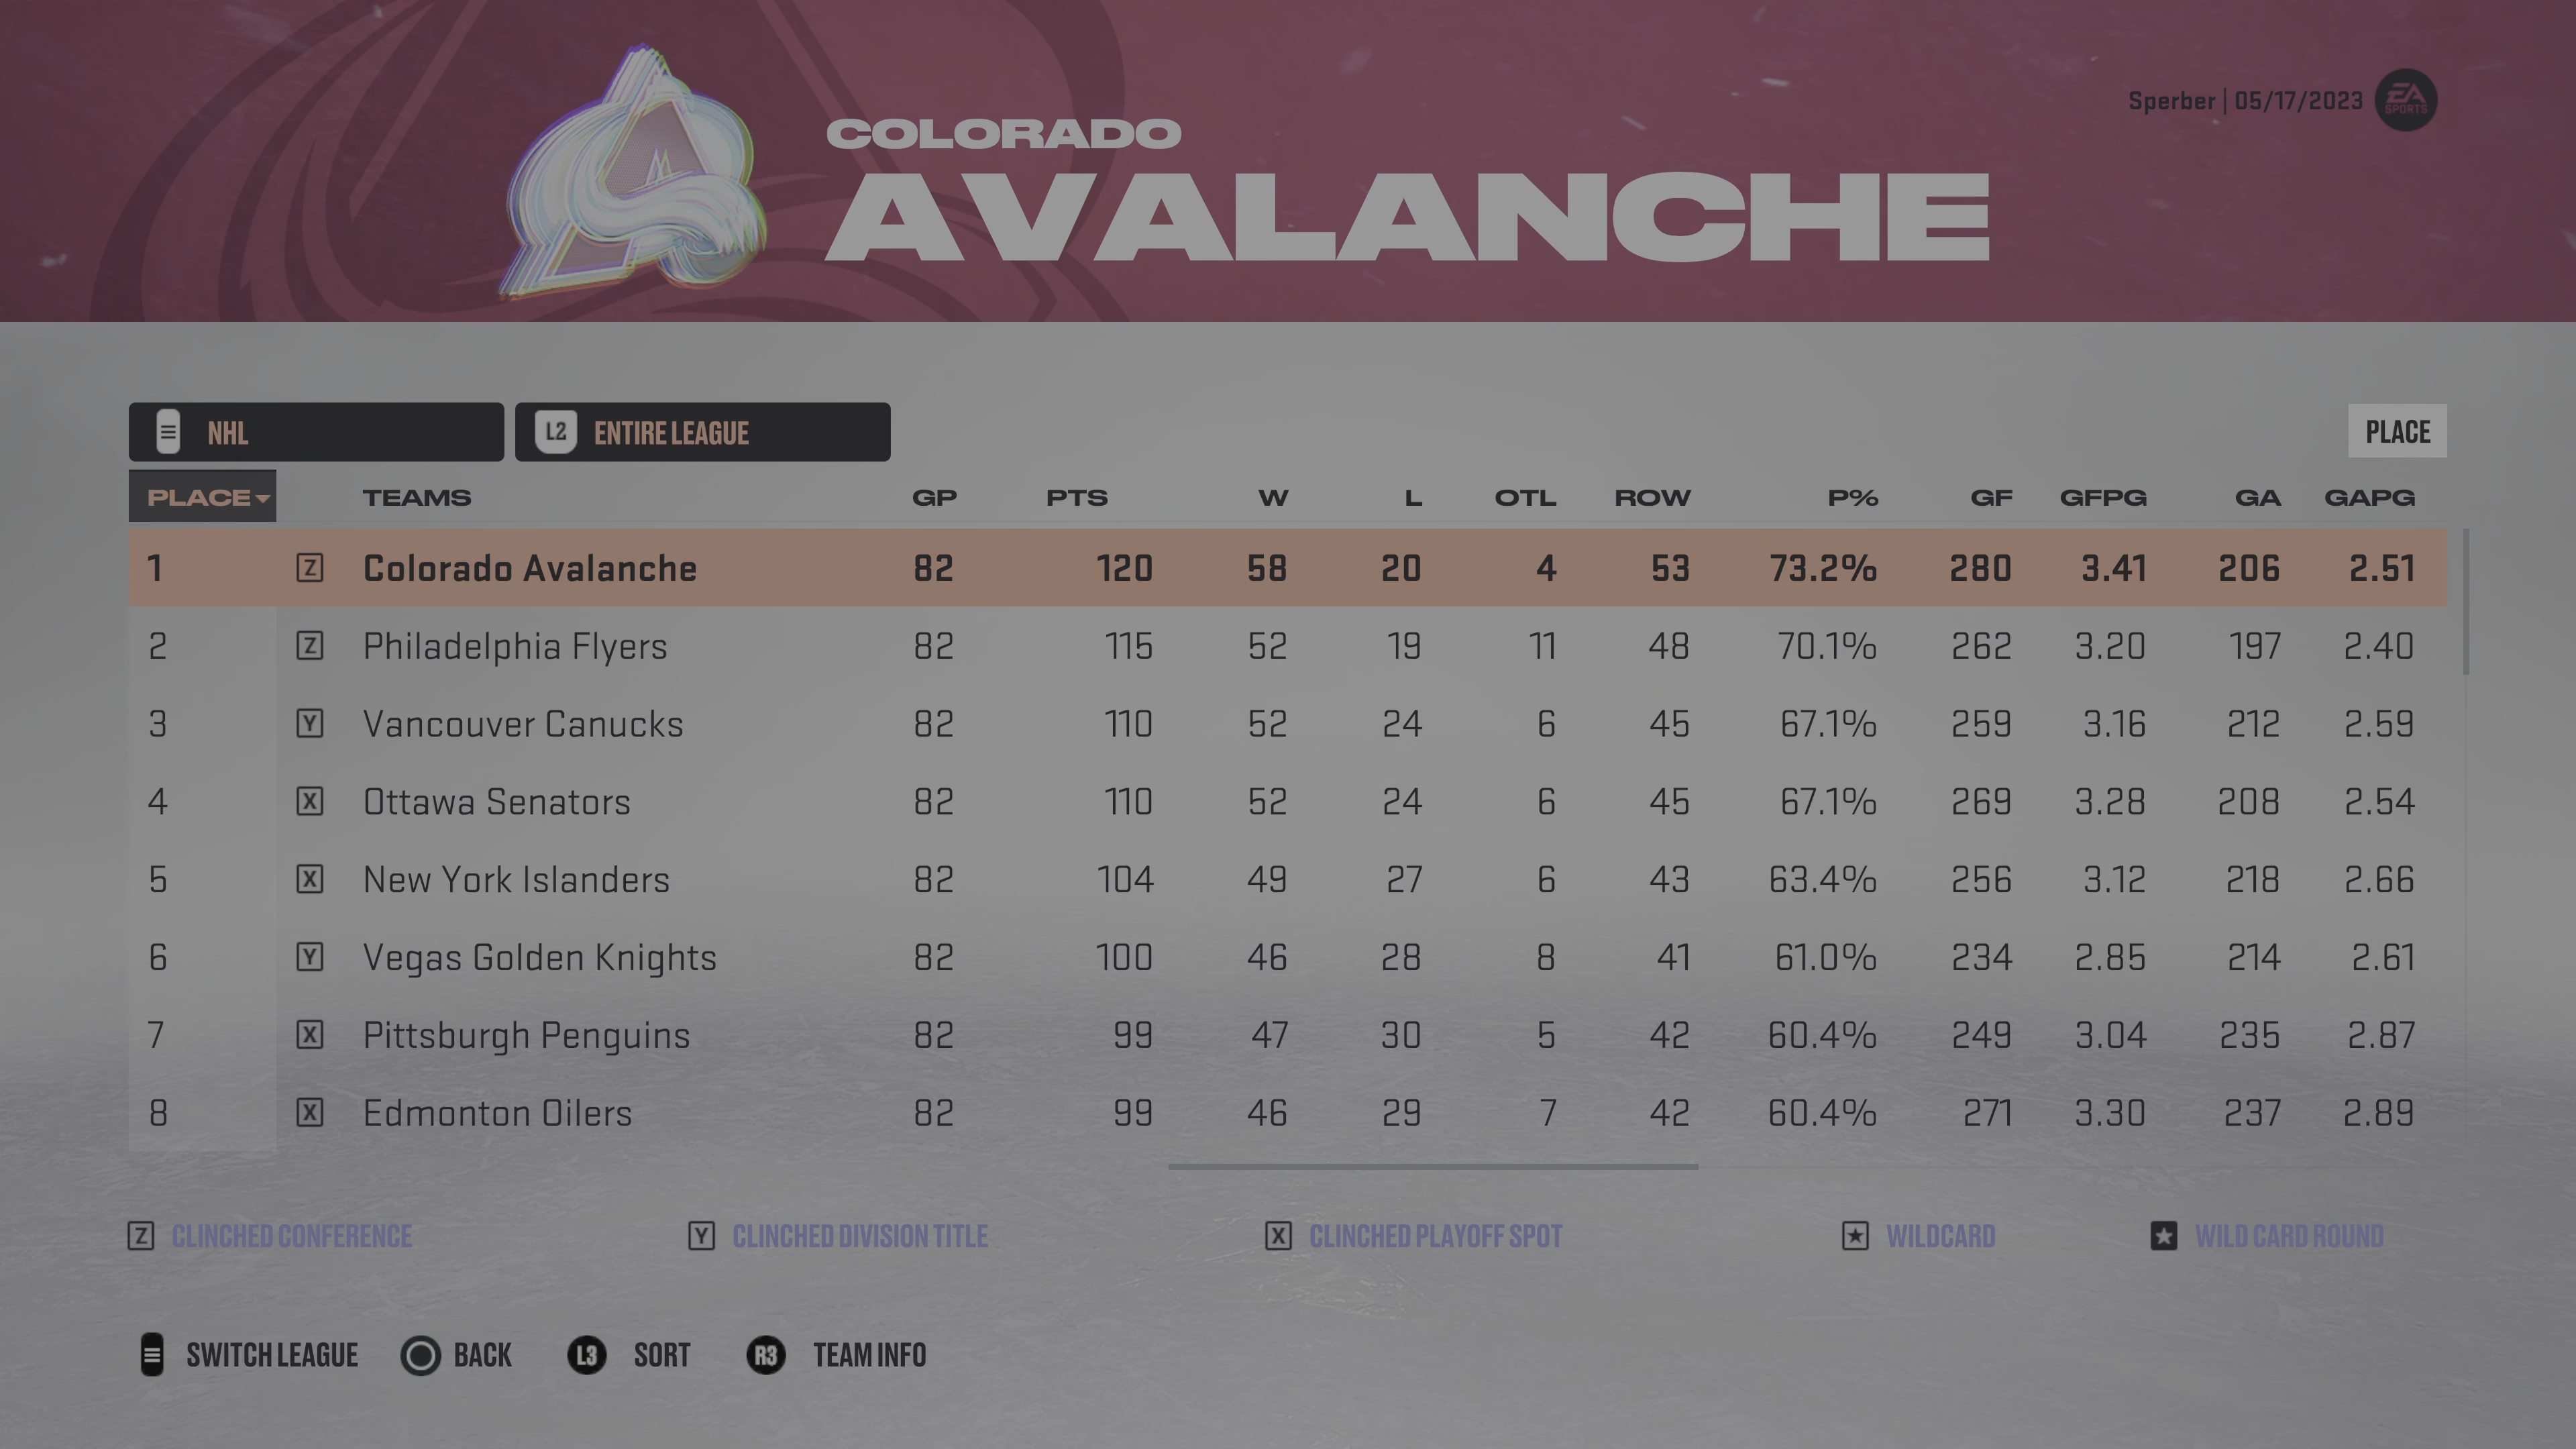 COLORADO
AVALANCHE
Sperber | 05/17/2023 EA SPORTS
NHL L2 ENTIRE LEAGUE PLACE
PLACE TEAMS GP PTS W L OTL ROW P% GF GFPG GA GAPG
1 Z Colorado Avalanche 82 120 58 20 4 53 73.2% 280 3.41 206 2.51
2 Z Philadelphia Flyers 82 115 52 19 11 48 70.1% 262 3.20 197 2.40
3 Y Vancouver Canucks 82 110 52 24 6 45 67.1% 259 3.16 212 2.59
4 X Ottawa Senators 82 110 52 24 6 45 67.1% 269 3.28 208 2.54
5 X New York Islanders 82 104 49 27 6 43 63.4% 256 3.12 218 2.66
6 Y Vegas Golden Knights 82 100 46 28 8 41 61.0% 234 2.85 214 2.61
7 X Pittsburgh Penguins 82 99 47 30 5 42 60.4% 249 3.04 235 2.87
8 X Edmonton Oilers 82 99 46 29 7 42 60.4% 271 3.30 237 2.89
Z CLINCHED CONFERENCE Y CLINCHED DIVISION TITLE X CLINCHED PLAYOFF SPOT WILDCARD WILD CARD ROUND
SWITCH LEAGUE BACK L3 SORT R3 TEAM INFO